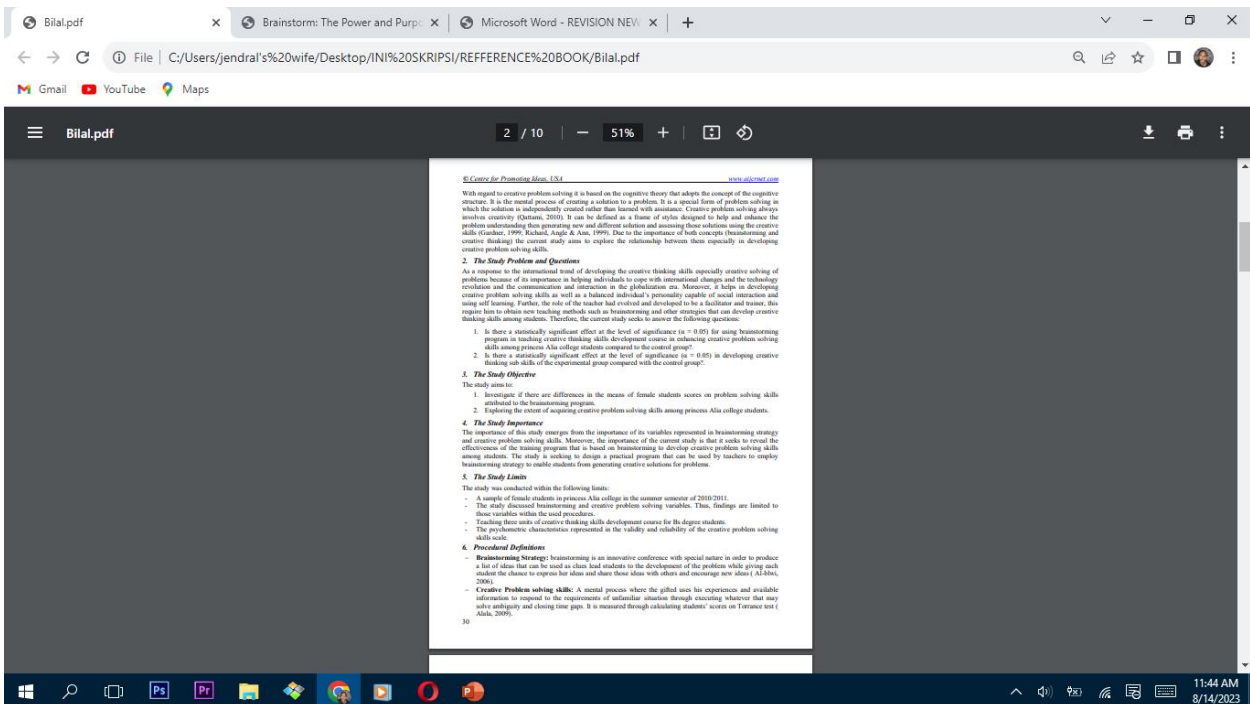 Bilal.pdf
Brainstorm: The Power and Purpo
Microsoft Word - REVISION NEW
File | C:/Users/jendral's%20wife/Desktop/INI%20SKRIPSI/REFFERENCE%20BOOK/Bilal.pdf
Gmail YouTube Maps
Bilal.pdf 2 / 10 | − 51% + |
© Centre for Promoting Ideas, USA www.aijcrnet.com
With regard to creative problem solving it is based on the cognitive theory that adopts the concept of the cognitive
structure. It is the mental process of creating a solution to a problem. It is a special form of problem solving in
which the solution is independently created rather than learned with assistance. Creative problem solving always
involves creativity (Qattami, 2010). It can be defined as a frame of styles designed to help and enhance the
problem understanding then generating new and different solution and assessing those solutions using the creative
skills (Gardner, 1999; Richard, Angle & Ann, 1999). Due to the importance of both concepts (brainstorming and
creative thinking) the current study aims to explore the relationship between them especially in developing
creative problem solving skills.
2. The Study Problem and Questions
As a response to the international trend of developing the creative thinking skills especially creative solving of
problems because of its importance in helping individuals to cope with international changes and the technology
revolution and the communication and interaction in the globalization era. Moreover, it helps in developing
creative problem solving skills as well as a balanced individual's personality capable of social interaction and
using self learning. Further, the role of the teacher had evolved and developed to be a facilitator and trainer, this
require him to obtain new teaching methods such as brainstorming and other strategies that can develop creative
thinking skills among students. Therefore, the current study seeks to answer the following questions:
1. Is there a statistically significant effect at the level of significance (α = 0.05) for using brainstorming
program in teaching creative thinking skills development course in enhancing creative problem solving
skills among princess Alia college students compared to the control group?.
2. Is there a statistically significant effect at the level of significance (α = 0.05) in developing creative
thinking sub skills of the experimental group compared with the control group?.
3. The Study Objective
The study aims to:
1. Investigate if there are differences in the means of female students scores on problem solving skills
attributed to the brainstorming program.
2. Exploring the extent of acquiring creative problem solving skills among princess Alia college students.
4. The Study Importance
The importance of this study emerges from the importance of its variables represented in brainstorming strategy
and creative problem solving skills. Moreover, the importance of the current study is that it seeks to reveal the
effectiveness of the training program that is based on brainstorming to develop creative problem solving skills
among students. The study is seeking to design a practical program that can be used by teachers to employ
brainstorming strategy to enable students from generating creative solutions for problems.
5. The Study Limits
The study was conducted within the following limits:
- A sample of female students in princess Alia college in the summer semester of 2010/2011.
- The study discussed brainstorming and creative problem solving variables. Thus, findings are limited to
those variables within the used procedures.
- Teaching three units of creative thinking skills development course for Bs degree students.
- The psychometric characteristics represented in the validity and reliability of the creative problem solving
skills scale.
6. Procedural Definitions
- Brainstorming Strategy: brainstorming is an innovative conference with special nature in order to produce
a list of ideas that can be used as clues lead students to the development of the problem while giving each
student the chance to express her ideas and share those ideas with others and encourage new ideas ( Al-blwi,
2006).
- Creative Problem solving skills: A mental process where the gifted uses his experiences and available
information to respond to the requirements of unfamiliar situation through executing whatever that may
solve ambiguity and closing time gaps. It is measured through calculating students' scores on Torrance test (
Alala, 2009).
30
Ps Pr
11:44 AM
8/14/2023